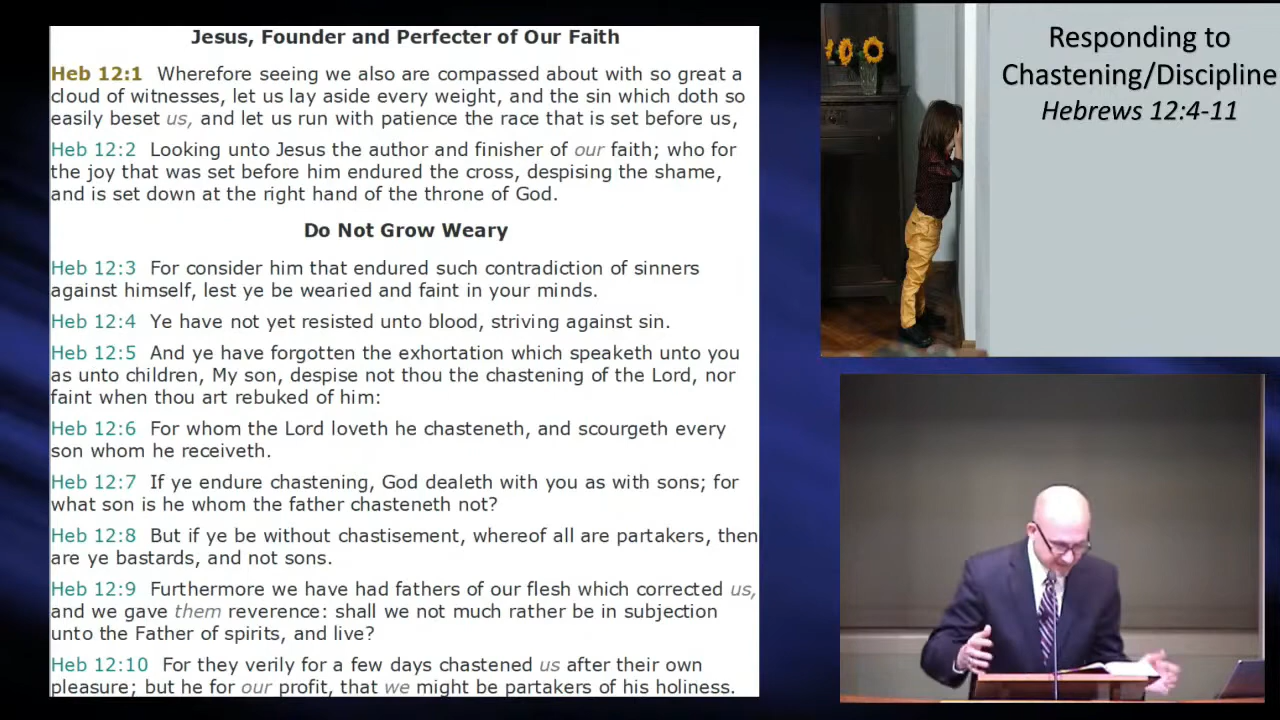 Jesus, Founder and Perfecter of Our Faith
Heb 12:1 Wherefore seeing we also are compassed about with so great a
cloud of witnesses, let us lay aside every weight, and the sin which doth so
easily beset us, and let us run with patience the race that is set before us,
Heb 12:2 Looking unto Jesus the author and finisher of our faith; who for
the joy that was set before him endured the cross, despising the shame,
and is set down at the right hand of the throne of God.
Do Not Grow Weary
Heb 12:3 For consider him that endured such contradiction of sinners
against himself, lest ye be wearied and faint in your minds.
Heb 12:4 Ye have not yet resisted unto blood, striving against sin.
Heb 12:5 And ye have forgotten the exhortation which speaketh unto you
as unto children, My son, despise not thou the chastening of the Lord, nor
faint when thou art rebuked of him:
Heb 12:6 For whom the Lord loveth he chasteneth, and scourgeth every
son whom he receiveth.
Heb 12:7 If ye endure chastening, God dealeth with you as with sons; for
what son is he whom the father chasteneth not?
Heb 12:8 But if ye be without chastisement, whereof all are partakers, then
are ye bastards, and not sons.
Heb 12:9 Furthermore we have had fathers of our flesh which corrected us,
and we gave them reverence: shall we not much rather be in subjection
unto the Father of spirits, and live?
Heb 12:10 For they verily for a few days chastened us after their own
pleasure; but he for our profit, that we might be partakers of his holiness.
Responding to
Chastening/Discipline
Hebrews 12:4-11